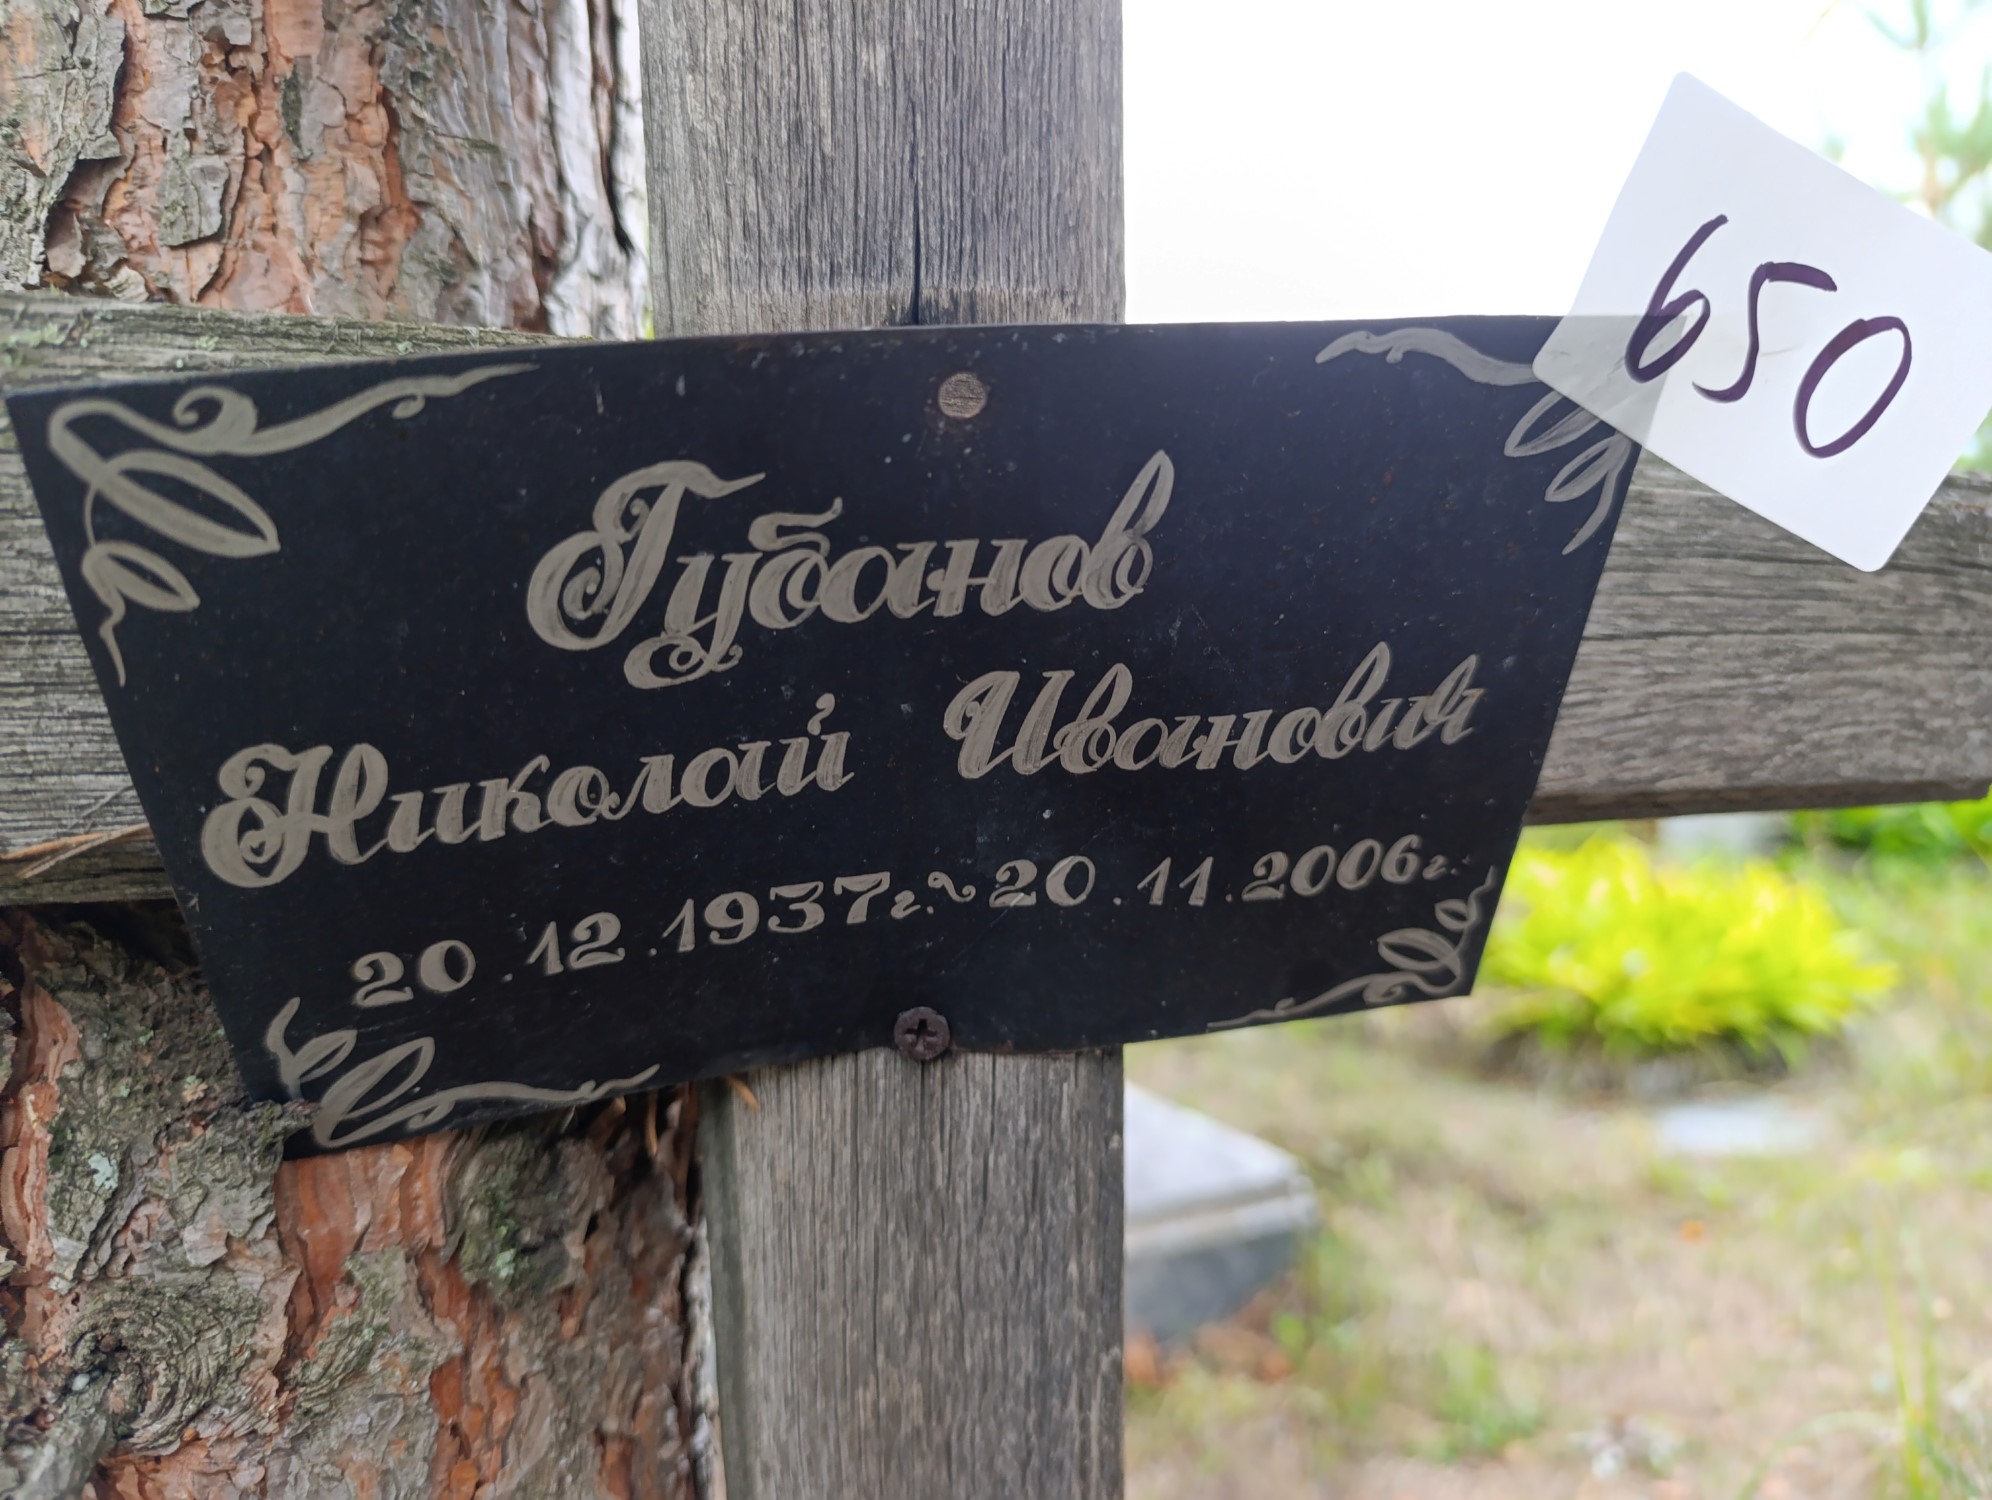 650
Губанов
Николай Иванович
20.12.1937г.~20.11.2006г.